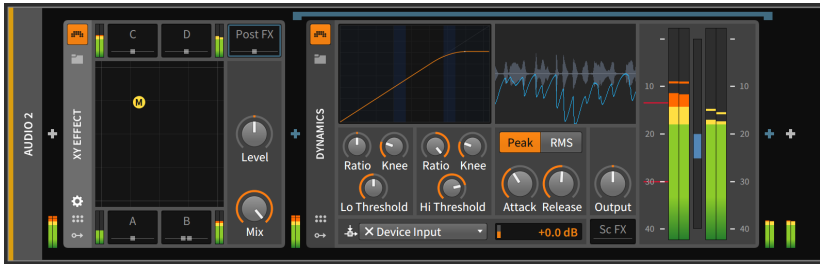 AUDIO 2
XY EFFECT
C
D
Post FX
M
A
B
Level
Mix
DYNAMICS
Ratio Knee
Lo Threshold
Ratio Knee
Hi Threshold
Peak RMS
Attack Release
Output
Device Input
+0.0 dB
Sc FX
10
20
30
40
10
20
30
40